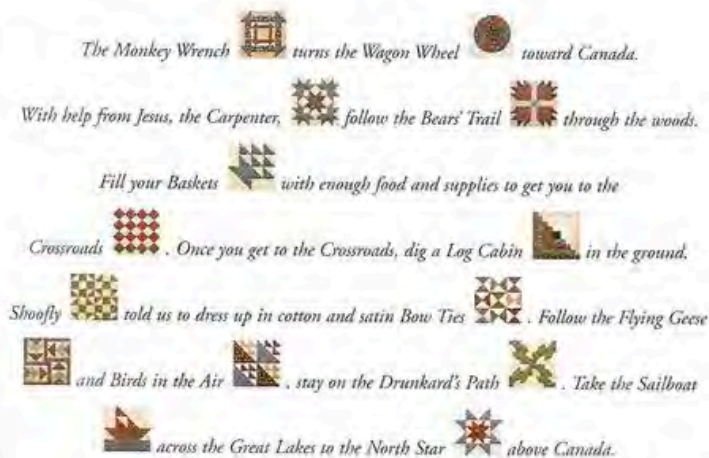 The Monkey Wrench turns the Wagon Wheel toward Canada.
With help from Jesus, the Carpenter, follow the Bears' Trail through the woods.
Fill your Baskets with enough food and supplies to get you to the
Crossroads . Once you get to the Crossroads, dig a Log Cabin in the ground.
Shoofly told us to dress up in cotton and satin Bow Ties . Follow the Flying Geese
and Birds in the Air , stay on the Drunkard's Path . Take the Sailboat
across the Great Lakes to the North Star above Canada.